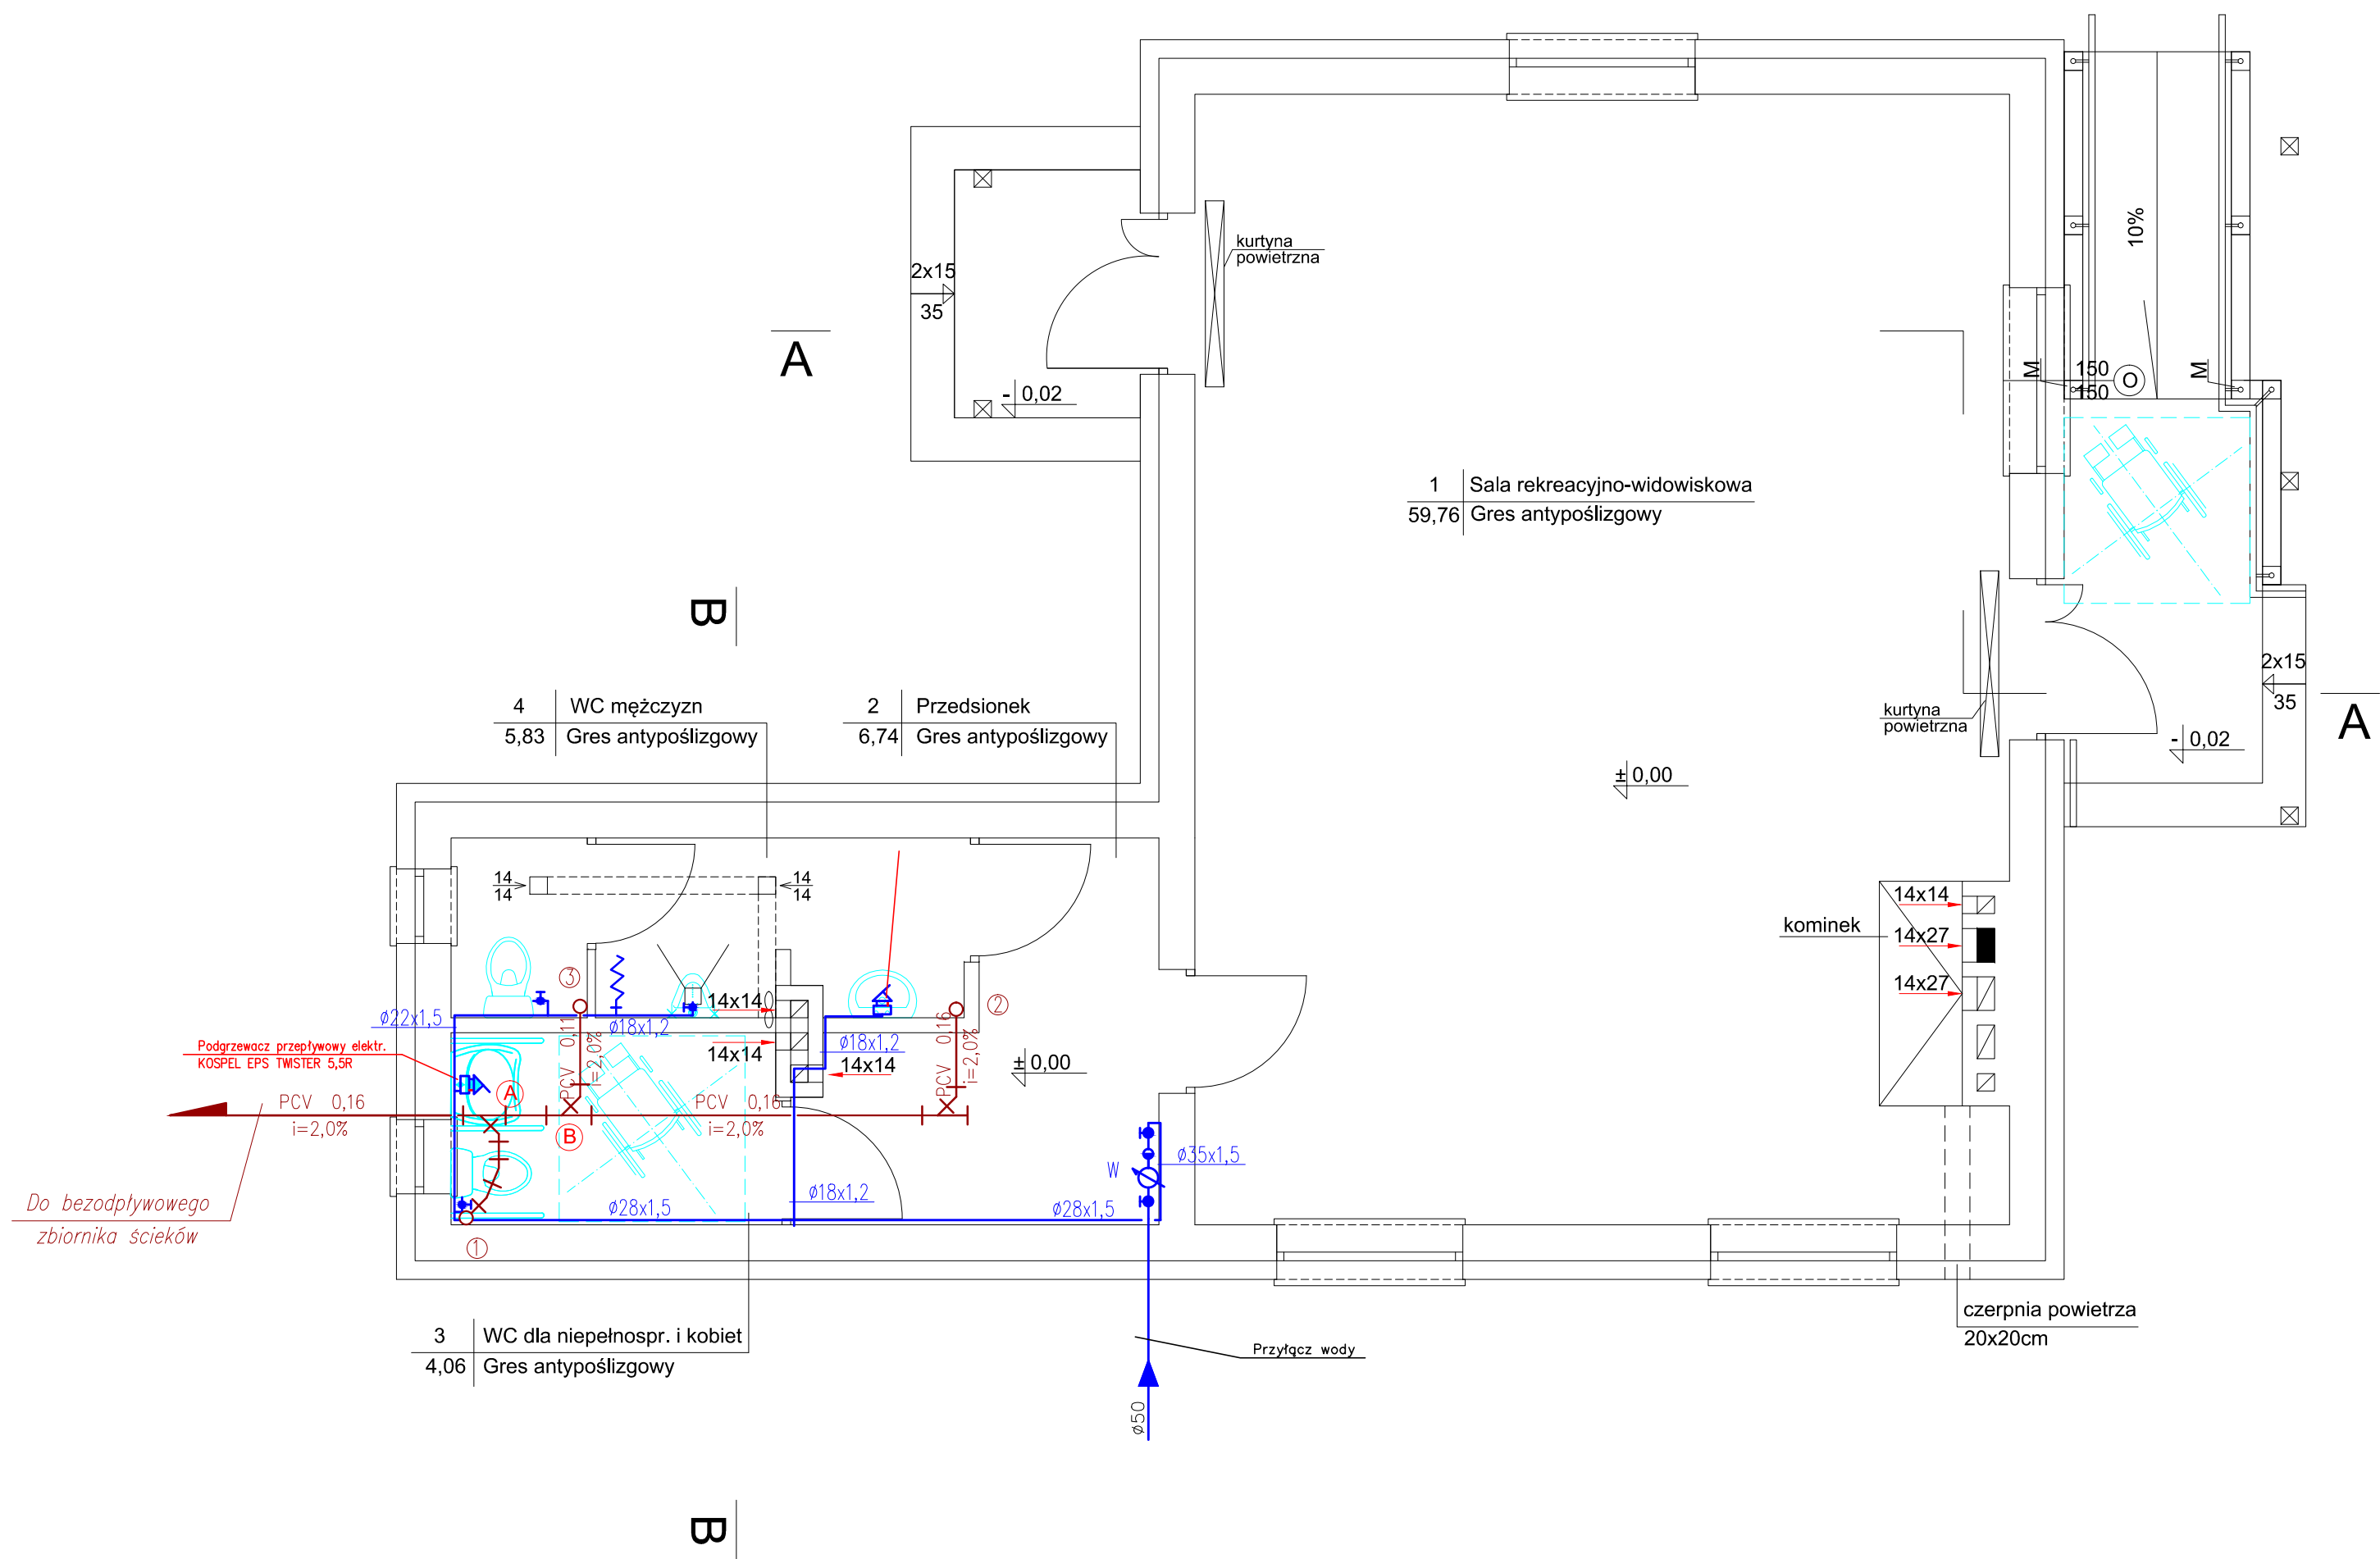 10%
kurtyna
powietrzna
2x15
35
A
- 0,02
M
150
150
O
M
1 Sala rekreacyjno-widowiskowa
59,76 Gres antypoślizgowy
B
2x15
35
4 WC mężczyzn
5,83 Gres antypoślizgowy
2 Przedsionek
6,74 Gres antypoślizgowy
kurtyna
powietrzna
A
- 0,02
± 0,00
14
14
14
14
14x14
kominek
14x27
14x27
3
14x14
2
ø22x1,5
ø18x1,2
PCV 0,11
i=2,0%
PCV 0,16
i=2,0%
Podgrzewacz przepływowy elektr.
KOSPEL EPS TWISTER 5,5R
14x14
ø18x1,2
14x14
± 0,00
A
PCV 0,16
i=2,0%
PCV 0,16
i=2,0%
B
W
ø35x1,5
Do bezodpływowego
zbiornika ścieków
ø18x1,2
ø28x1,5
ø28x1,5
1
3 WC dla niepełnospr. i kobiet
4,06 Gres antypoślizgowy
Przyłącz wody
czerpnia powietrza
20x20cm
ø50
B